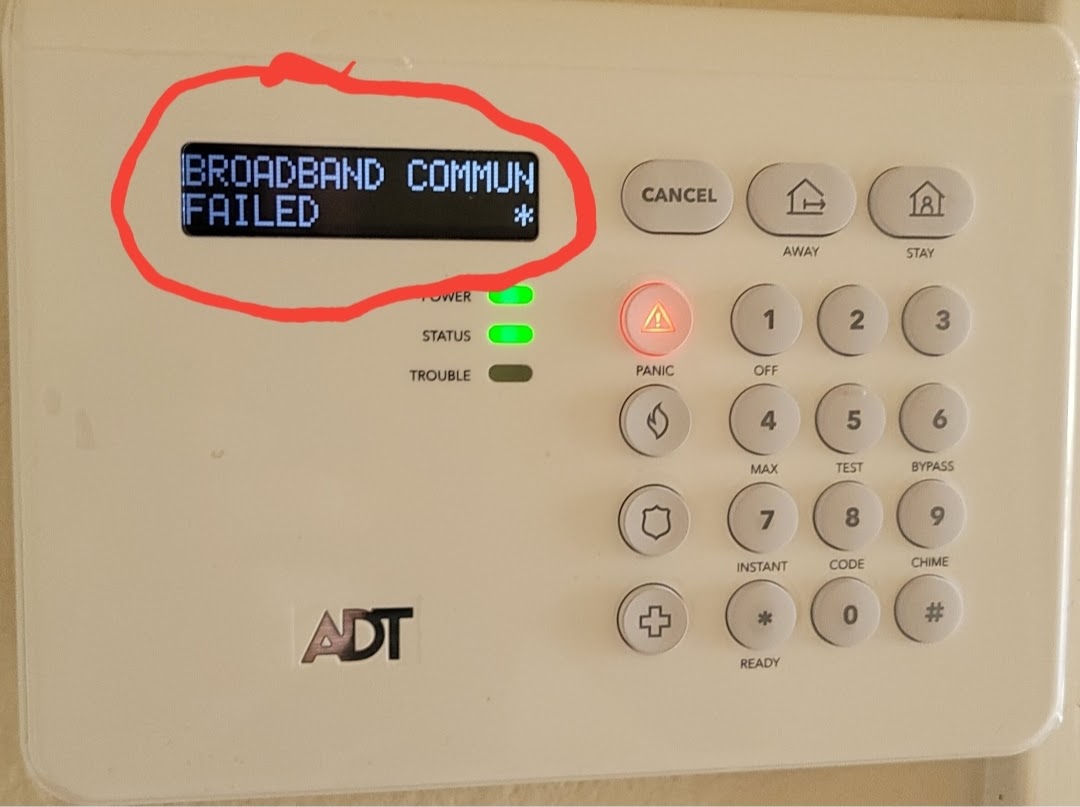 BROADBAND COMMUN
FAILED *
CANCEL
AWAY
STAY
POWER
STATUS
TROUBLE
PANIC
1 2 3
OFF
4 5 6
MAX TEST BYPASS
7 8 9
INSTANT CODE CHIME
* 0 #
READY
ADT